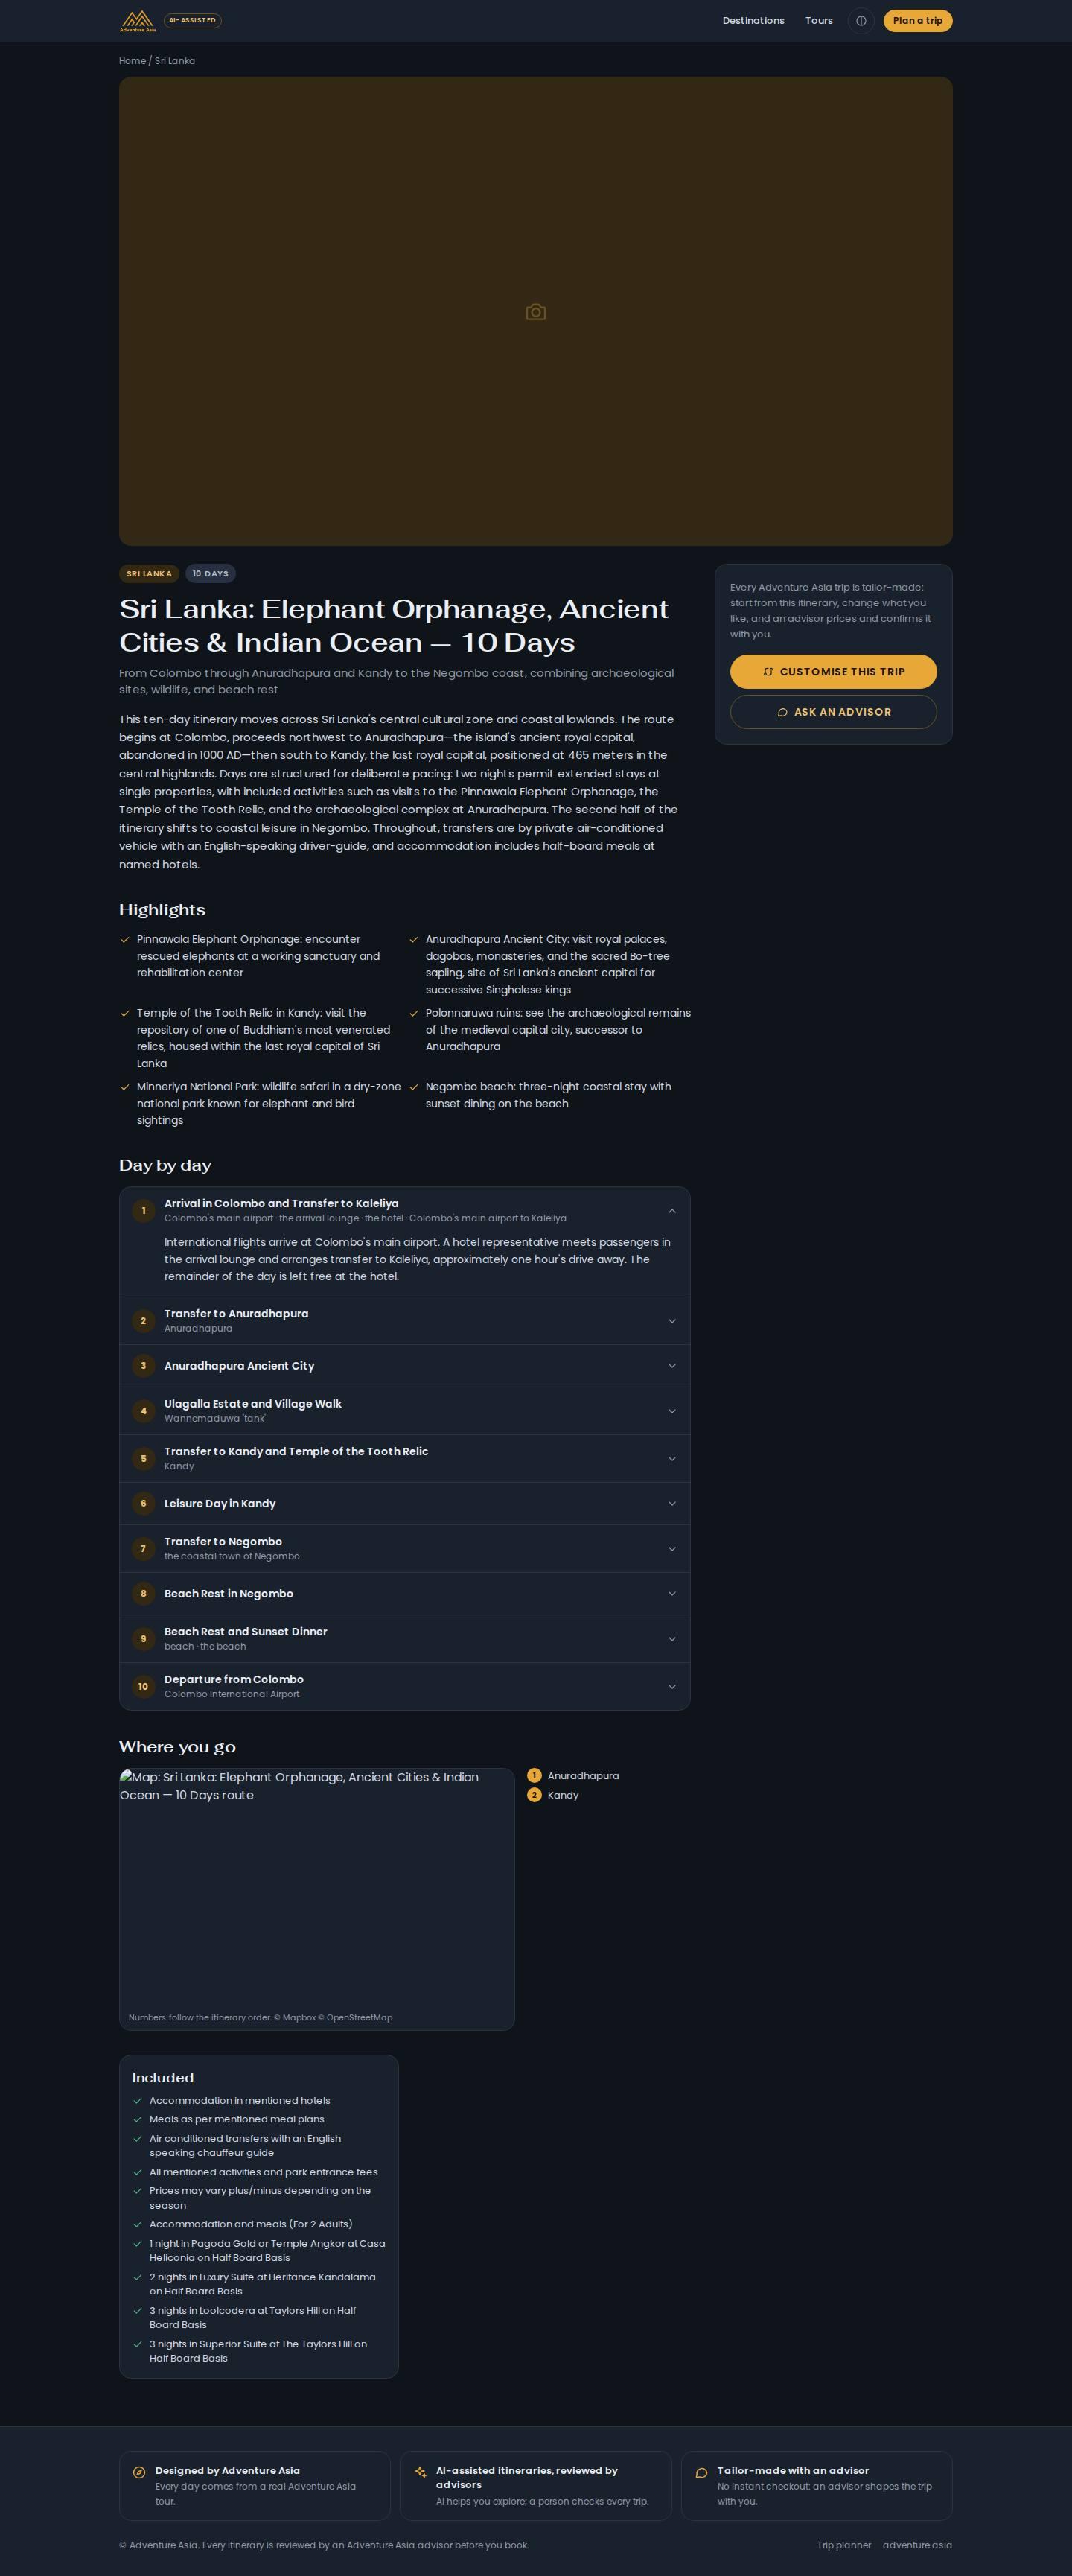 Adventure Asia
AI-ASSISTED
Destinations
Tours
Plan a trip
Home / Sri Lanka
SRI LANKA
10 DAYS
Sri Lanka: Elephant Orphanage, Ancient
Cities & Indian Ocean — 10 Days
From Colombo through Anuradhapura and Kandy to the Negombo coast, combining archaeological
sites, wildlife, and beach rest
This ten-day itinerary moves across Sri Lanka's central cultural zone and coastal lowlands. The route
begins at Colombo, proceeds northwest to Anuradhapura—the island's ancient royal capital,
abandoned in 1000 AD—then south to Kandy, the last royal capital, positioned at 465 meters in the
central highlands. Days are structured for deliberate pacing: two nights permit extended stays at
single properties, with included activities such as visits to the Pinnawala Elephant Orphanage, the
Temple of the Tooth Relic, and the archaeological complex at Anuradhapura. The second half of the
itinerary shifts to coastal leisure in Negombo. Throughout, transfers are by private air-conditioned
vehicle with an English-speaking driver-guide, and accommodation includes half-board meals at
named hotels.
Every Adventure Asia trip is tailor-made:
start from this itinerary, change what you
like, and an advisor prices and confirms it
with you.
CUSTOMISE THIS TRIP
ASK AN ADVISOR
Highlights
Pinnawala Elephant Orphanage: encounter
rescued elephants at a working sanctuary and
rehabilitation center
Anuradhapura Ancient City: visit royal palaces,
dagobas, monasteries, and the sacred Bo-tree
sapling, site of Sri Lanka's ancient capital for
successive Singhalese kings
Temple of the Tooth Relic in Kandy: visit the
repository of one of Buddhism's most venerated
relics, housed within the last royal capital of Sri
Lanka
Polonnaruwa ruins: see the archaeological remains
of the medieval capital city, successor to
Anuradhapura
Minneriya National Park: wildlife safari in a dry-zone
national park known for elephant and bird
sightings
Negombo beach: three-night coastal stay with
sunset dining on the beach
Day by day
1
Arrival in Colombo and Transfer to Kaleliya
Colombo's main airport · the arrival lounge · the hotel · Colombo's main airport to Kaleliya
International flights arrive at Colombo's main airport. A hotel representative meets passengers in
the arrival lounge and arranges transfer to Kaleliya, approximately one hour's drive away. The
remainder of the day is left free at the hotel.
2
Transfer to Anuradhapura
Anuradhapura
3
Anuradhapura Ancient City
4
Ulagalla Estate and Village Walk
Wannemaduwa 'tank'
5
Transfer to Kandy and Temple of the Tooth Relic
Kandy
6
Leisure Day in Kandy
7
Transfer to Negombo
the coastal town of Negombo
8
Beach Rest in Negombo
9
Beach Rest and Sunset Dinner
beach · the beach
10
Departure from Colombo
Colombo International Airport
Where you go
Map: Sri Lanka: Elephant Orphanage, Ancient Cities & Indian
Ocean — 10 Days route
Numbers follow the itinerary order. © Mapbox © OpenStreetMap
1 Anuradhapura
2 Kandy
Included
Accommodation in mentioned hotels
Meals as per mentioned meal plans
Air conditioned transfers with an English
speaking chauffeur guide
All mentioned activities and park entrance fees
Prices may vary plus/minus depending on the
season
Accommodation and meals (For 2 Adults)
1 night in Pagoda Gold or Temple Angkor at Casa
Heliconia on Half Board Basis
2 nights in Luxury Suite at Heritance Kandalama
on Half Board Basis
3 nights in Loolcodera at Taylors Hill on Half
Board Basis
3 nights in Superior Suite at The Taylors Hill on
Half Board Basis
Designed by Adventure Asia
Every day comes from a real Adventure Asia
tour.
AI-assisted itineraries, reviewed by
advisors
AI helps you explore; a person checks every trip.
Tailor-made with an advisor
No instant checkout: an advisor shapes the trip
with you.
© Adventure Asia. Every itinerary is reviewed by an Adventure Asia advisor before you book.
Trip planner
adventure.asia